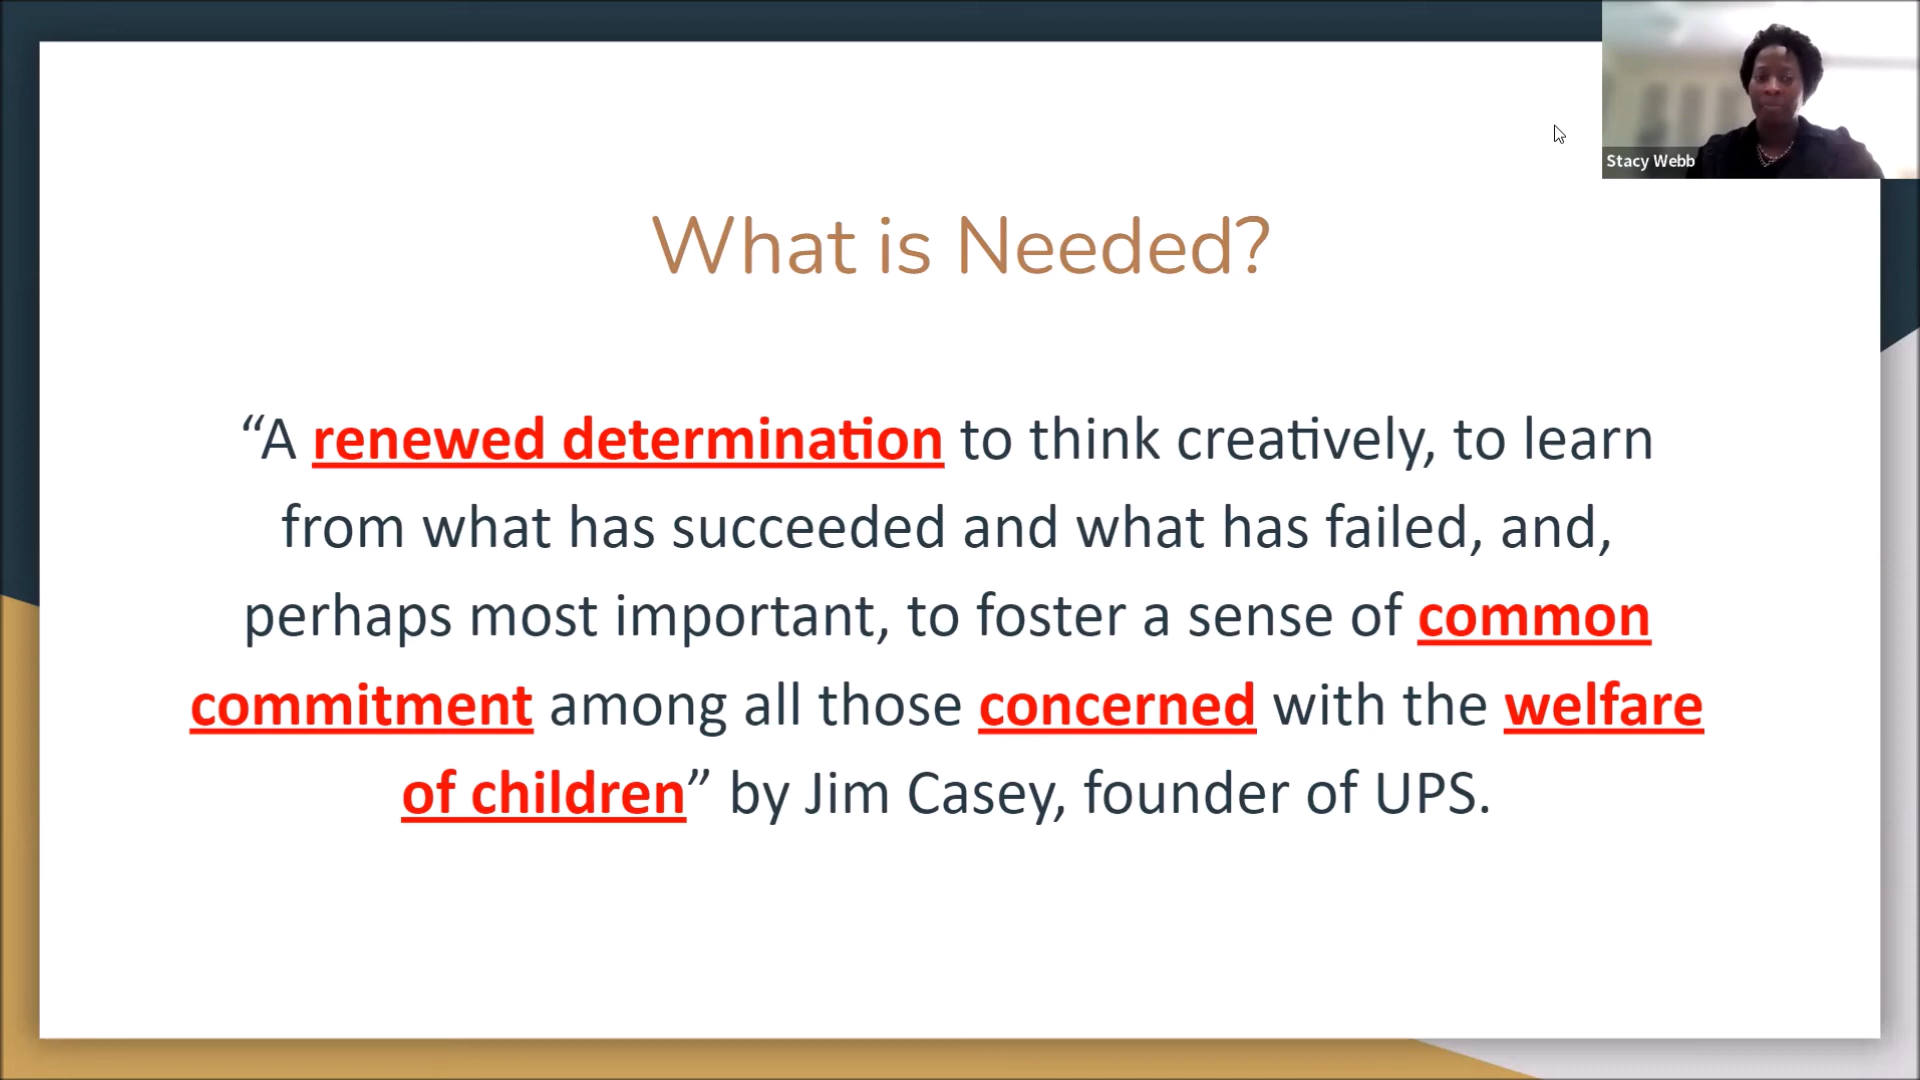 Stacy Webb
What is Needed?
“A renewed determination to think creatively, to learn
from what has succeeded and what has failed, and,
perhaps most important, to foster a sense of common
commitment among all those concerned with the welfare
of children” by Jim Casey, founder of UPS.